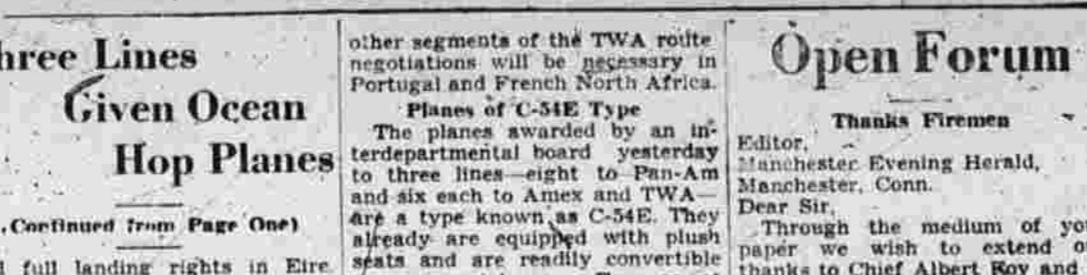 hree Lines
Given Ocean
Hop Planes
(Continued from Page One)
full landing rights in Eire
other segments of the TWA route
negotiations will be necessary in
Portugal and French North Africa.
Planes of C-54E Type
The planes awarded by an in-
terdepartmental board yesterday
to three lines—eight to Pan-Am
and six each to Amex and TWA—
are a type known as C-54E. They
already are equipped with plush
seats and are readily convertible
Open Forum
Thanks Firemen
Editor,
Manchester Evening Herald,
Manchester, Conn.
Dear Sir,
Through the medium of yo
paper we wish to extend o
thanks to Chief Albert Roy and